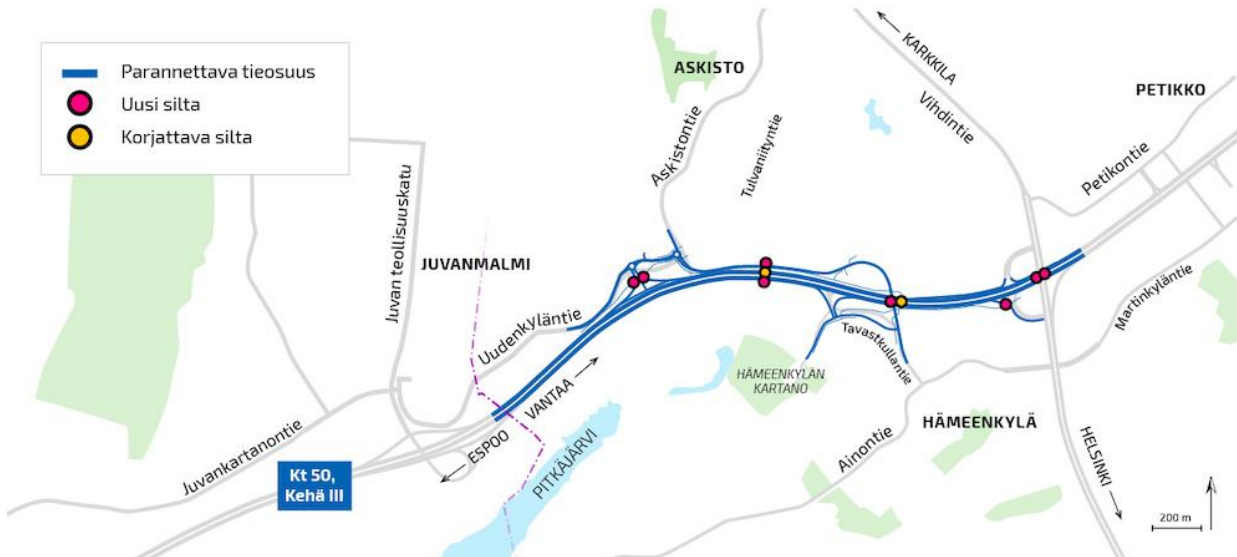 Parannettava tieosuus
Uusi silta
Korjattava silta
ASKISTO
KARKKILA
Vihdintie
PETIKKO
Askistontie
Tulvaniityntie
Petikontie
Juvan teollisuuskatu
JUVANMALMI
Uudenkyläntie
Martinkyläntie
Tavastkullantie
HÄMEENKYLÄN
KARTANO
VANTAA
ESPOO
PITKÄJÄRVI
HÄMEENKYLÄ
Juvankartanontie
Ainontie
HELSINKI
Kt 50,
Kehä III
200 m